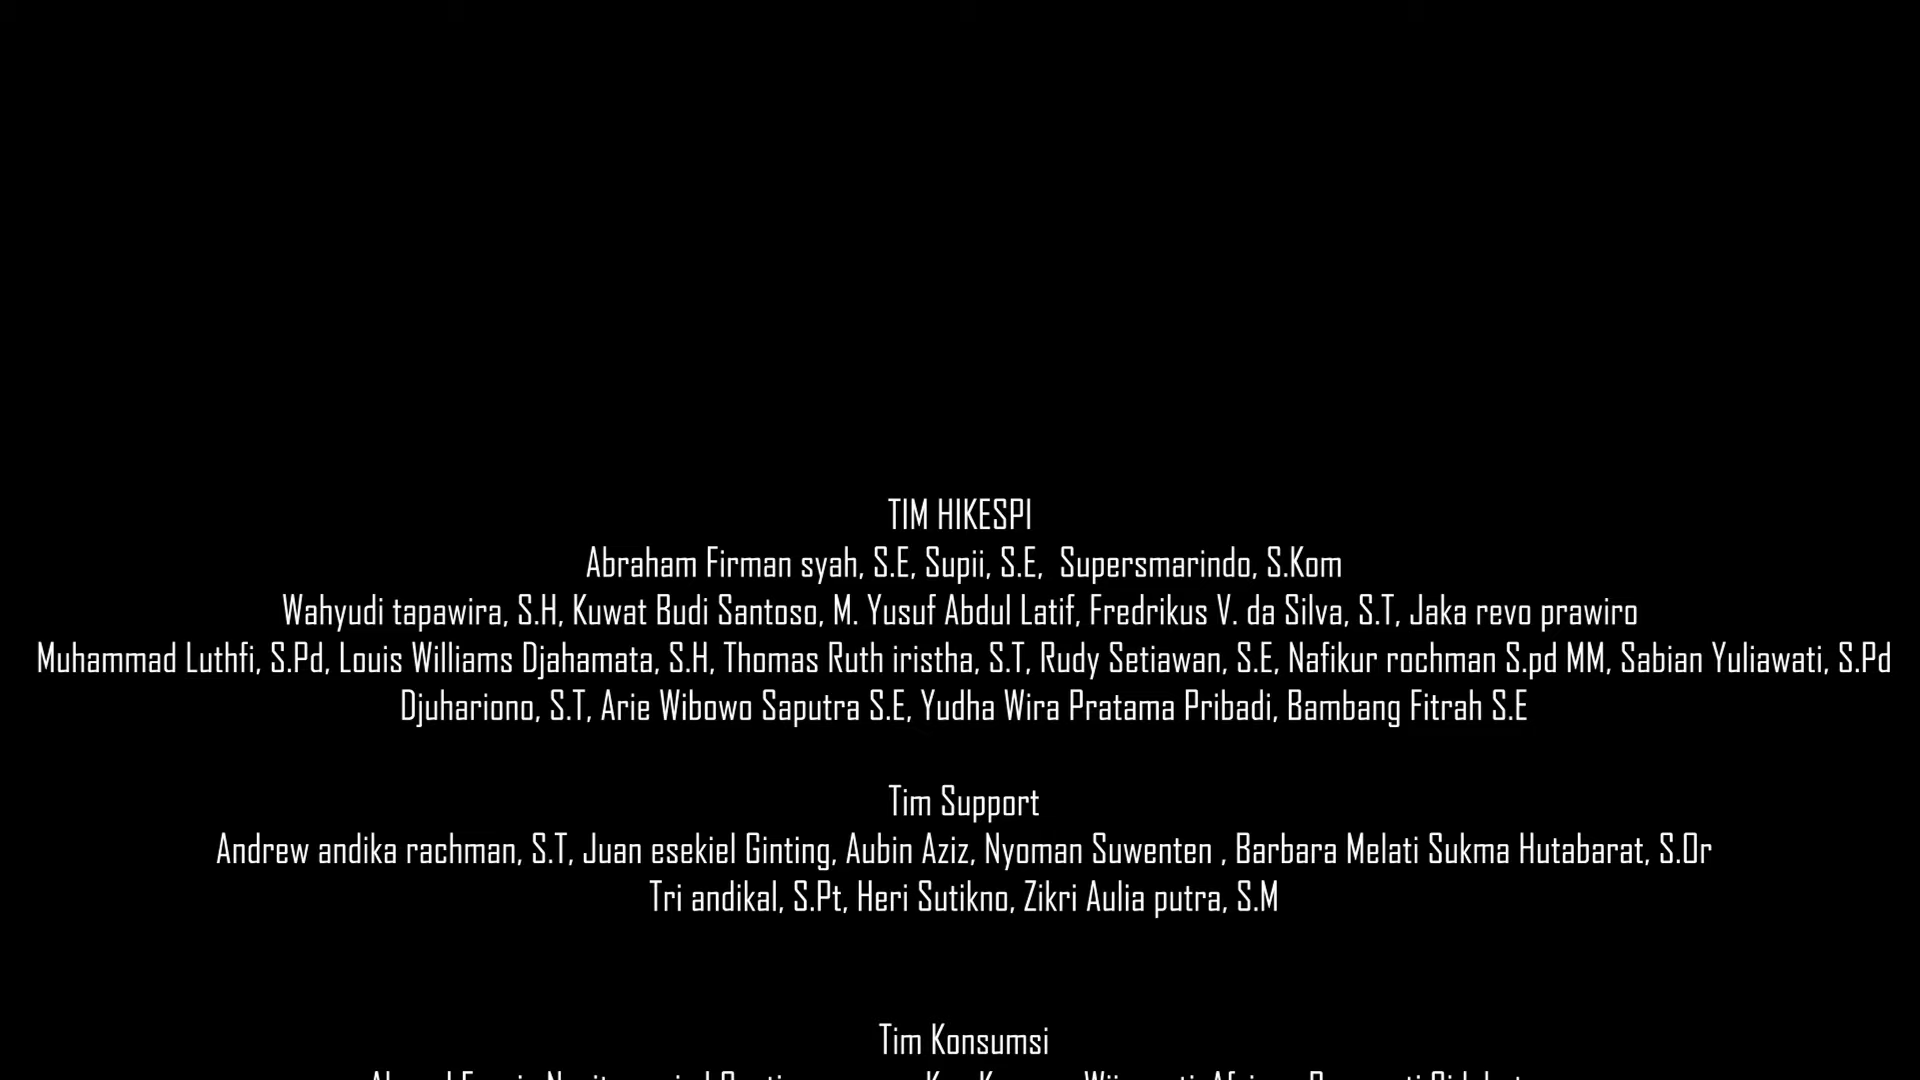 TIM HIKESPI
Abraham Firman syah, S.E, Supii, S.E,  Supersmarindo, S.Kom
Wahyudi tapawira, S.H, Kuwat Budi Santoso, M. Yusuf Abdul Latif, Fredrikus V. da Silva, S.T, Jaka revo prawiro
Muhammad Luthfi, S.Pd, Louis Williams Djahamata, S.H, Thomas Ruth iristha, S.T, Rudy Setiawan, S.E, Nafikur rochman S.pd MM, Sabian Yuliawati, S.Pd
Djuhariono, S.T, Arie Wibowo Saputra S.E, Yudha Wira Pratama Pribadi, Bambang Fitrah S.E
Tim Support
Andrew andika rachman, S.T, Juan esekiel Ginting, Aubin Aziz, Nyoman Suwenten , Barbara Melati Sukma Hutabarat, S.Or
Tri andikal, S.Pt, Heri Sutikno, Zikri Aulia putra, S.M
Tim Konsumsi